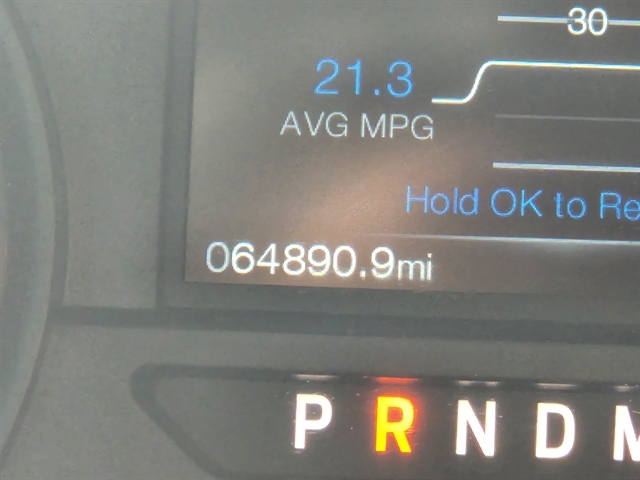 30
21.3
AVG MPG
Hold OK to Re
064890.9mi
P R N D M